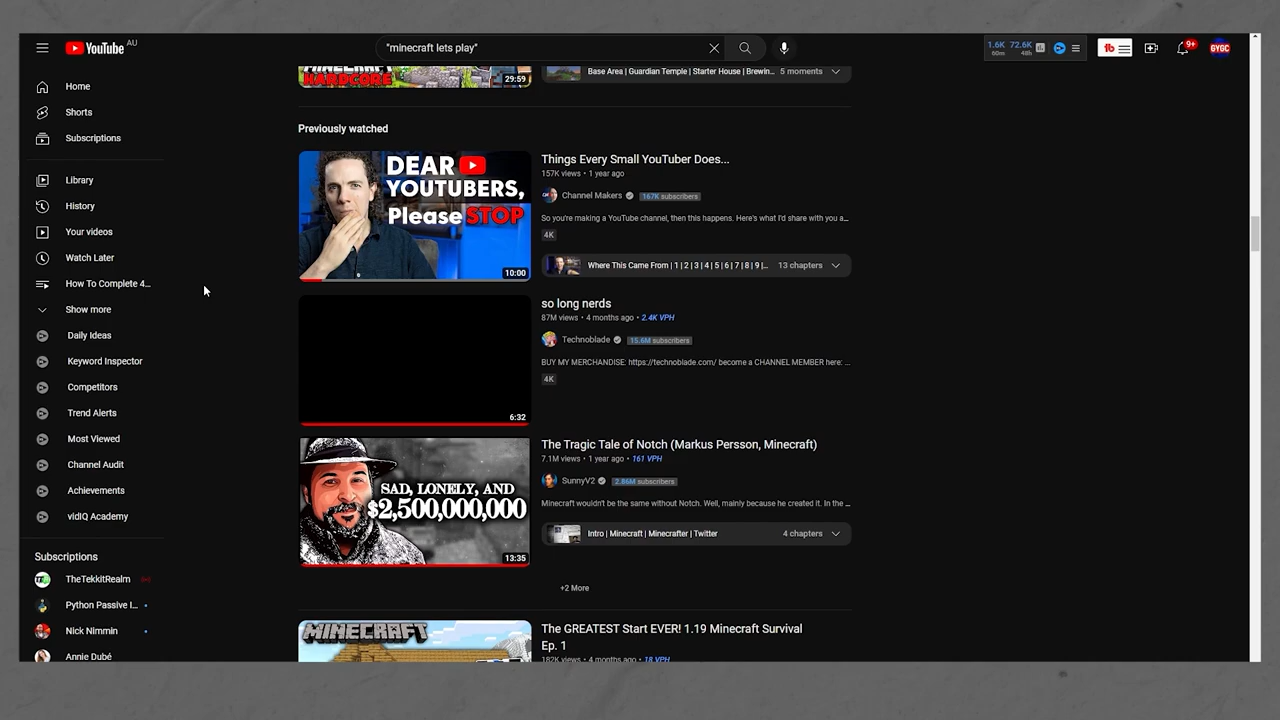 YouTube AU
"minecraft lets play"
1.6K 72.6K
60m 48h
9+
GYGC
Home
Shorts
Subscriptions
Library
History
Your videos
Watch Later
How To Complete 4...
Show more
Daily Ideas
Keyword Inspector
Competitors
Trend Alerts
Most Viewed
Channel Audit
Achievements
vidIQ Academy
Subscriptions
TheTekkitRealm
Python Passive I...
Nick Nimmin
Annie Dubé
HARDCORE
29:59
Base Area | Guardian Temple | Starter House | Brewin...
5 moments
Previously watched
DEAR
YOUTUBERS,
Please STOP
10:00
Things Every Small YouTuber Does...
157K views • 1 year ago
Channel Makers
167K subscribers
So you're making a YouTube channel, then this happens. Here's what I'd share with you a...
4K
Where This Came From | 1 | 2 | 3 | 4 | 5 | 6 | 7 | 8 | 9 |...
13 chapters
6:32
so long nerds
87M views • 4 months ago • 2.4K VPH
Technoblade
15.6M subscribers
BUY MY MERCHANDISE: https://technoblade.com/ become a CHANNEL MEMBER here: ...
4K
SAD, LONELY, AND
$2,500,000,000
13:35
The Tragic Tale of Notch (Markus Persson, Minecraft)
7.1M views • 1 year ago • 161 VPH
SunnyV2
2.86M subscribers
Minecraft wouldn't be the same without Notch. Well, mainly because he created it. In the ...
Intro | Minecraft | Minecrafter | Twitter
4 chapters
+2 More
MINECRAFT
The GREATEST Start EVER! 1.19 Minecraft Survival
Ep. 1
182K views • 4 months ago • 18 VPH